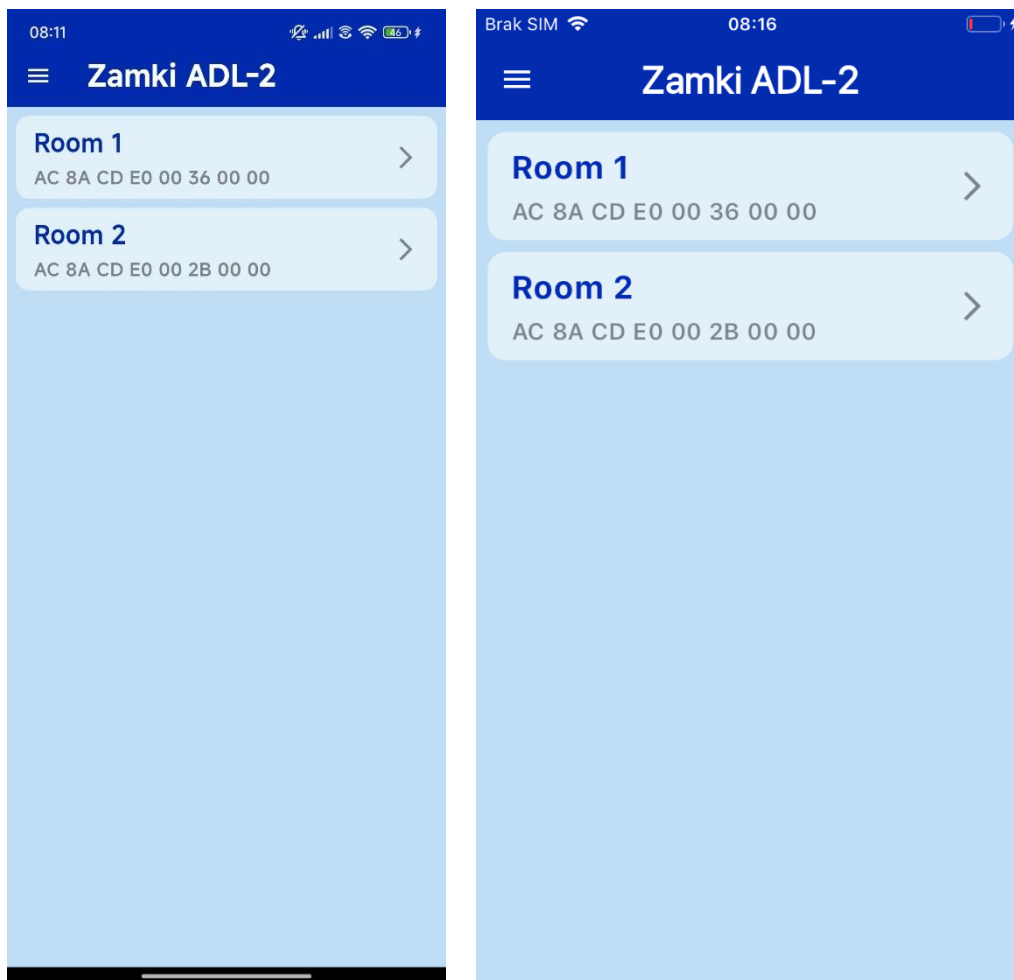 08:11
46
Zamki ADL-2
Room 1
AC 8A CD E0 00 36 00 00
Room 2
AC 8A CD E0 00 2B 00 00
Brak SIM
08:16
Zamki ADL-2
Room 1
AC 8A CD E0 00 36 00 00
Room 2
AC 8A CD E0 00 2B 00 00